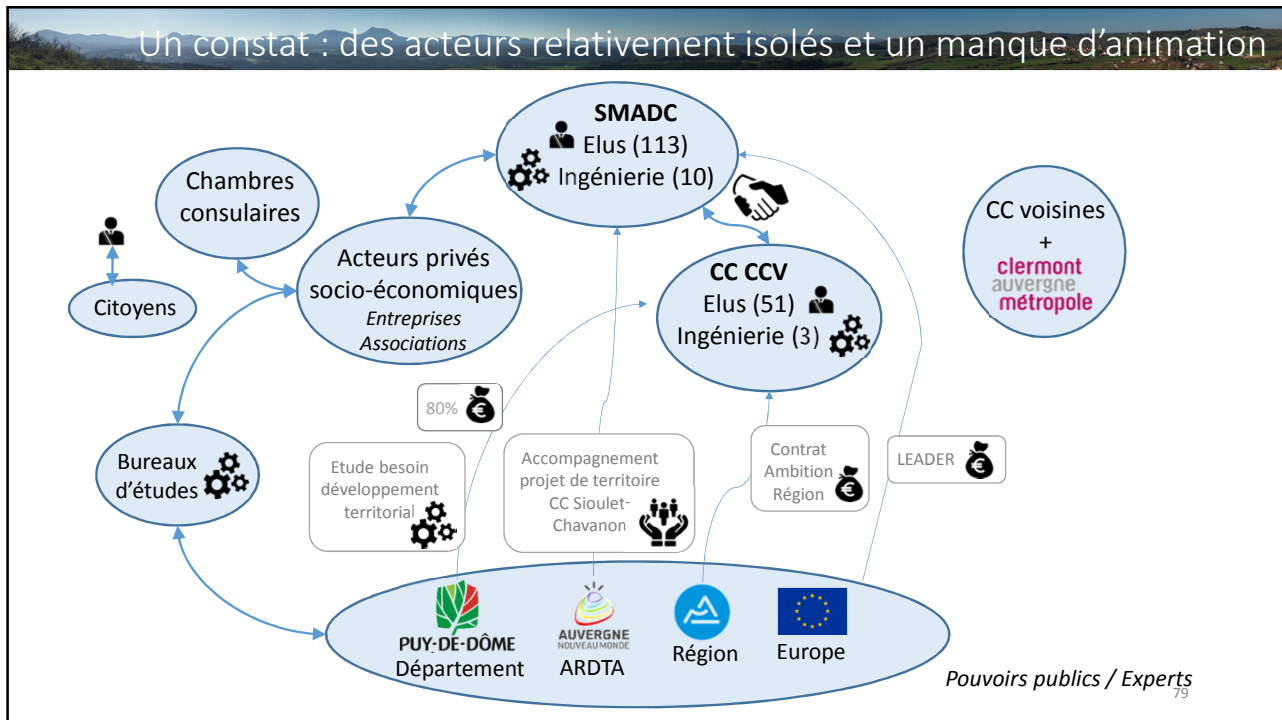 Un constat : des acteurs relativement isolés et un manque d’animation
SMADC
Elus (113)
Ingénierie (10)
Chambres
consulaires
Acteurs privés
socio-économiques
Entreprises
Associations
Citoyens
CC CCV
Elus (51)
Ingénierie (3)
CC voisines
+
clermont
auvergne
métropole
80%
Bureaux
d’études
Etude besoin
développement
territorial
Accompagnement
projet de territoire
CC Sioulet-
Chavanon
Contrat
Ambition
Région
LEADER
PUY-DE-DÔME
Département
AUVERGNE
NOUVEAU MONDE
ARDTA
Région
Europe
Pouvoirs publics / Experts
79